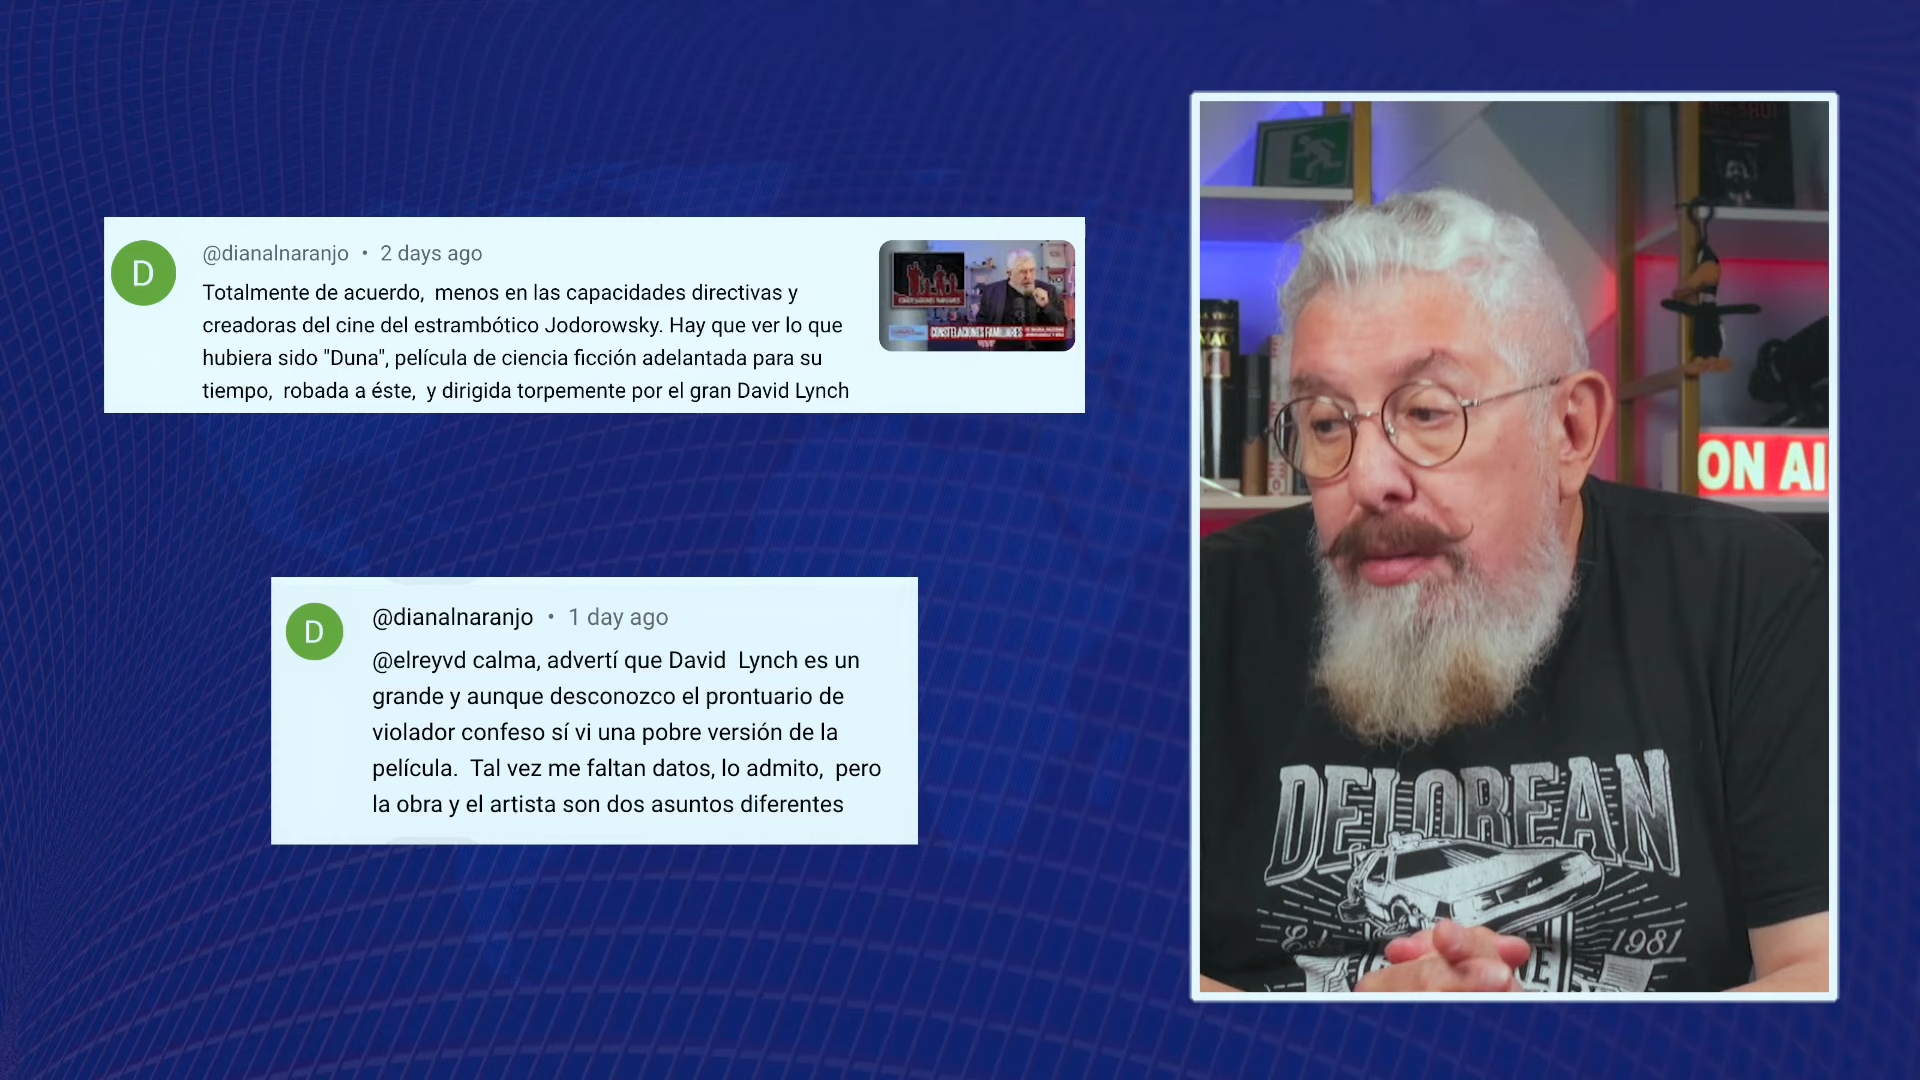 D
@dianalnaranjo • 2 days ago
Totalmente de acuerdo, menos en las capacidades directivas y
creadoras del cine del estrambótico Jodorowsky. Hay que ver lo que
hubiera sido "Duna", película de ciencia ficción adelantada para su
tiempo, robada a éste, y dirigida torpemente por el gran David Lynch
CONSTELACIONES FAMILIARES
D
@dianalnaranjo • 1 day ago
@elreyvd calma, advertí que David Lynch es un
grande y aunque desconozco el prontuario de
violador confeso sí vi una pobre versión de la
película. Tal vez me faltan datos, lo admito, pero
la obra y el artista son dos asuntos diferentes
ON AI
DELOREAN
1981